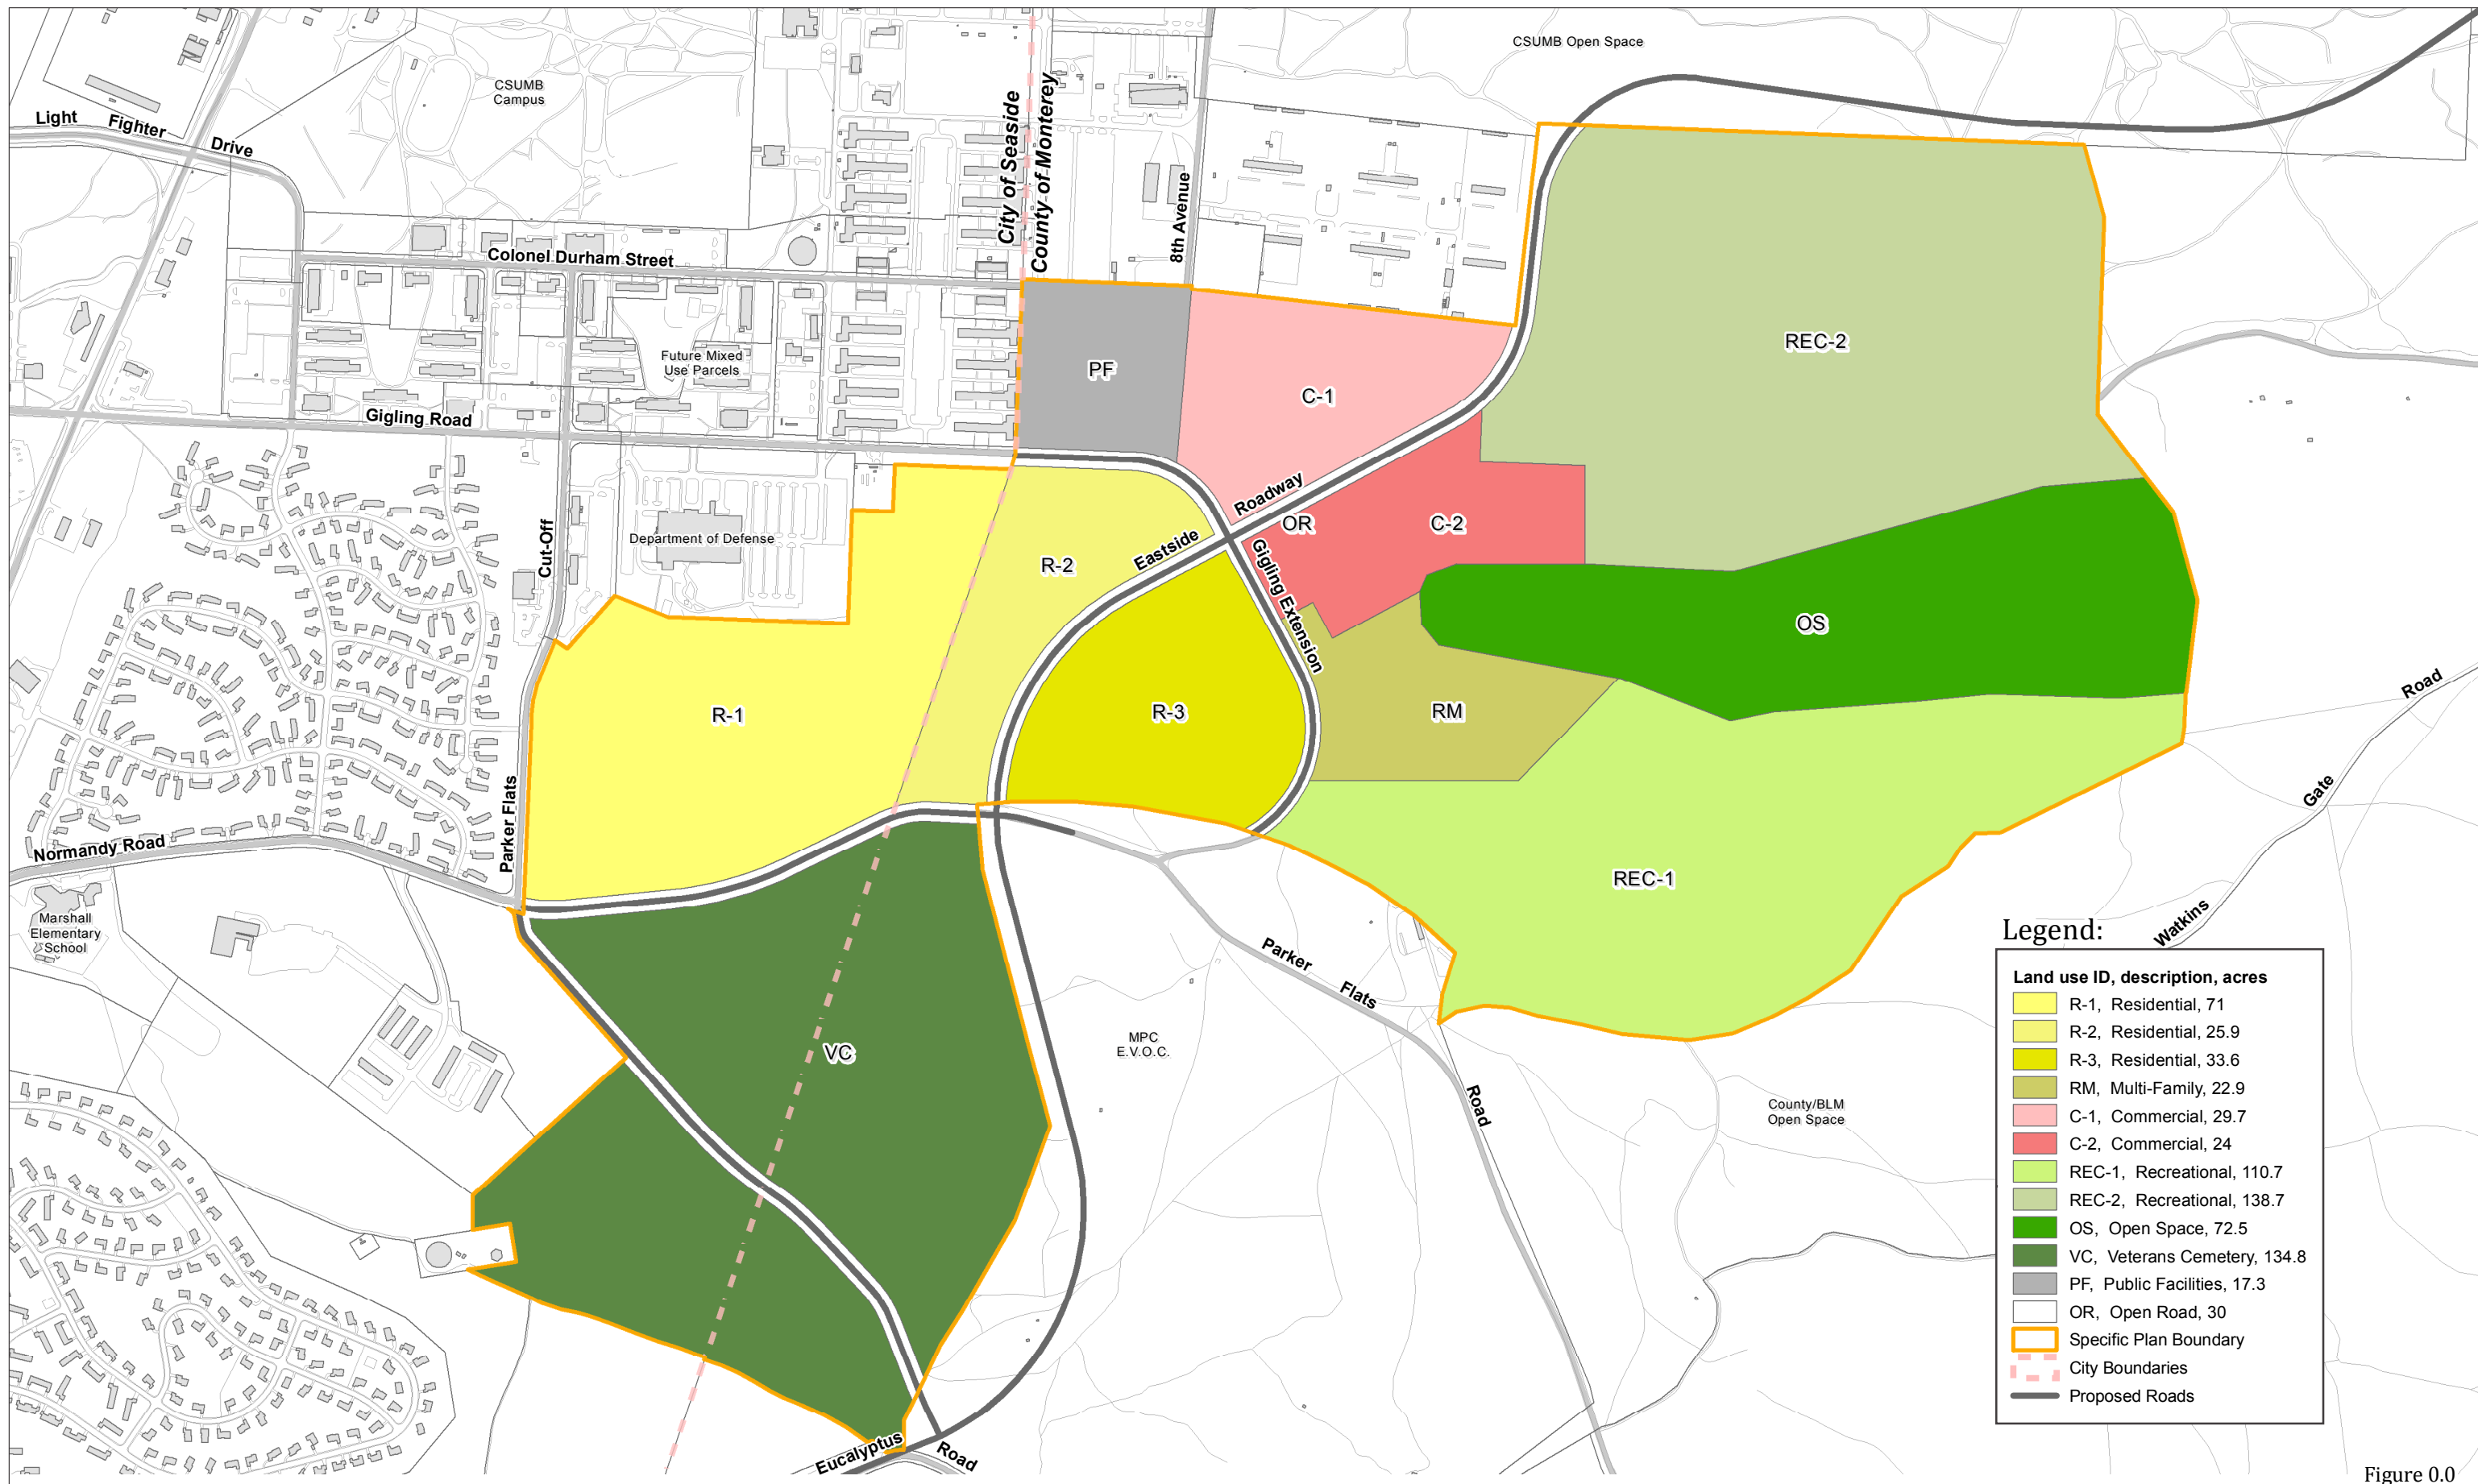 CSUMB Open Space
CSUMB
Campus
Light Fighter Drive
City of Seaside
County of Monterey
8th Avenue
Colonel Durham Street
Future Mixed
Use Parcels
PF
C-1
REC-2
Gigling Road
Roadway
OR
C-2
Department of Defense
Cut-Off
Eastside
R-2
Gigling Extension
OS
R-1
R-3
RM
Road
Gate
Watkins
Parker Flats
Normandy Road
REC-1
Marshall
Elementary
School
Parker
Flats
Road
VC
MPC
E.V.O.C.
County/BLM
Open Space
Eucalyptus
Road
Legend:
Land use ID, description, acres
R-1, Residential, 71
R-2, Residential, 25.9
R-3, Residential, 33.6
RM, Multi-Family, 22.9
C-1, Commercial, 29.7
C-2, Commercial, 24
REC-1, Recreational, 110.7
REC-2, Recreational, 138.7
OS, Open Space, 72.5
VC, Veterans Cemetery, 134.8
PF, Public Facilities, 17.3
OR, Open Road, 30
Specific Plan Boundary
City Boundaries
Proposed Roads
Figure 0.0